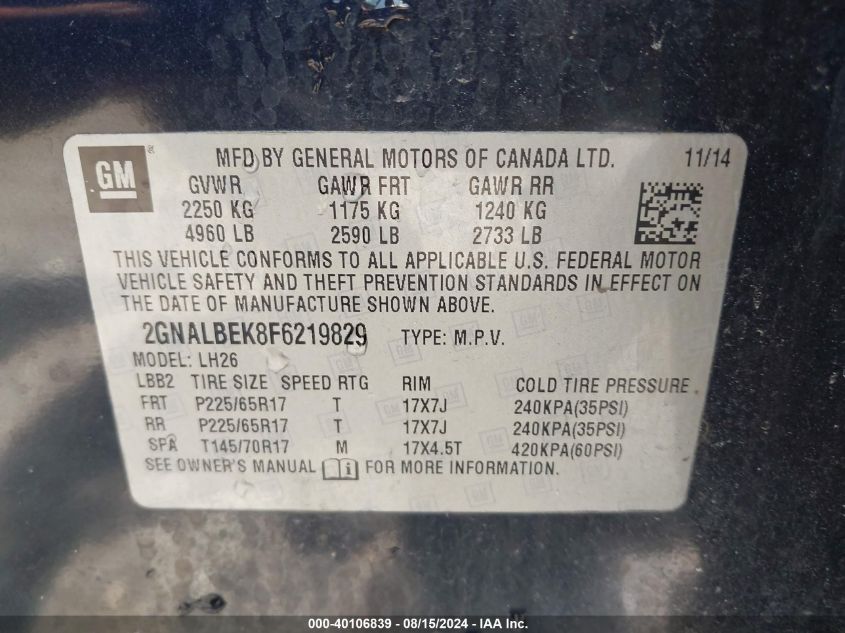 GM ® MFD BY GENERAL MOTORS OF CANADA LTD. 11/14
GVWR GAWR FRT GAWR RR
2250 KG 1175 KG 1240 KG
4960 LB 2590 LB 2733 LB
THIS VEHICLE CONFORMS TO ALL APPLICABLE U.S. FEDERAL MOTOR
VEHICLE SAFETY AND THEFT PREVENTION STANDARDS IN EFFECT ON
THE DATE OF MANUFACTURE SHOWN ABOVE.
2GNALBEK8F6219829 TYPE: M.P.V.
MODEL: LH26
LBB2 TIRE SIZE SPEED RTG RIM COLD TIRE PRESSURE
FRT P225/65R17 T 17X7J 240KPA(35PSI)
RR P225/65R17 T 17X7J 240KPA(35PSI)
SPA T145/70R17 M 17X4.5T 420KPA(60PSI)
SEE OWNER'S MANUAL FOR MORE INFORMATION.
000-40106839 - 08/15/2024 - IAA Inc.